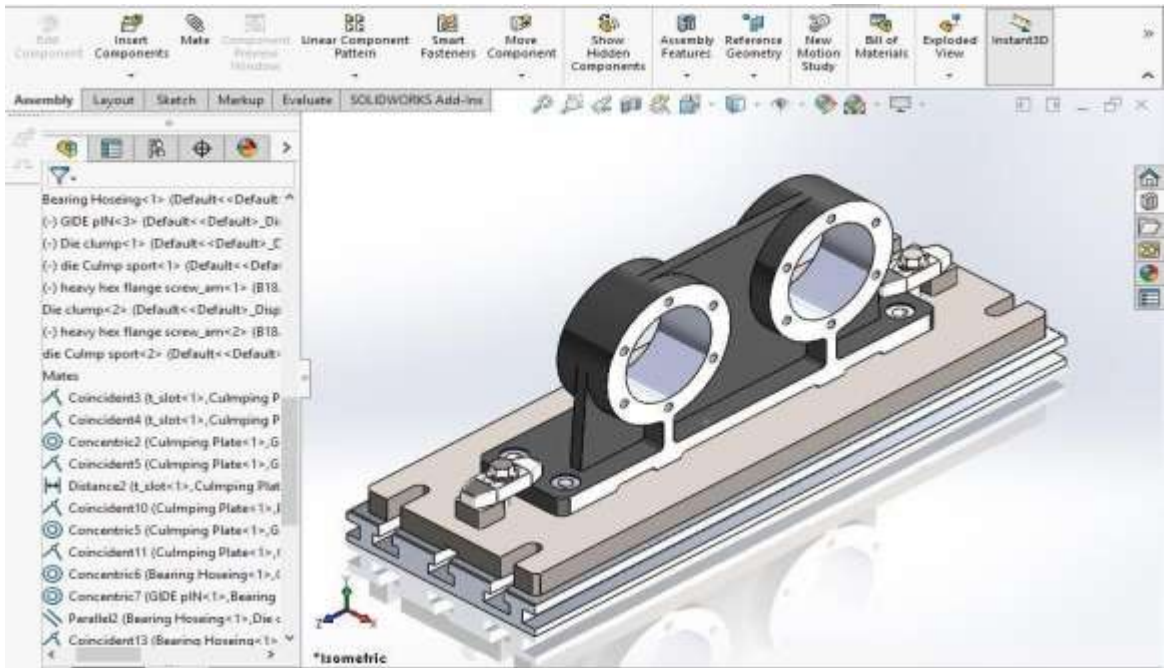 Edit Component
Insert Components
Mate
Component Preview Window
Linear Component Pattern
Smart Fasteners
Move Component
Show Hidden Components
Assembly Features
Reference Geometry
New Motion Study
Bill of Materials
Exploded View
Instant3D
Assembly Layout Sketch Markup Evaluate SOLIDWORKS Add-Ins
Bearing Hoseing<1> (Default<<Default
(-) GIDE pIN<3> (Default<<Default>_Di
(-) Die clump<1> (Default<<Default>_C
(-) die Culmp sport<1> (Default<<Defa
(-) heavy hex flange screw_am<1> (B18.
Die clump<2> (Default<<Default>_Disp
(-) heavy hex flange screw_am<2> (B18.
die Culmp sport<2> (Default<<Default
Mates
Coincident3 (t_slot<1>,Culmping P
Coincident4 (t_slot<1>,Culmping P
Concentric2 (Culmping Plate<1>,G
Coincident5 (Culmping Plate<1>,G
Distance2 (t_slot<1>,Culmping Plat
Coincident10 (Culmping Plate<1>,
Concentric5 (Culmping Plate<1>,G
Coincident11 (Culmping Plate<1>,
Concentric6 (Bearing Hoseing<1>,
Concentric7 (GIDE pIN<1>,Bearing
Parallel2 (Bearing Hoseing<1>,Die c
Coincident13 (Bearing Hoseing<1>
Y
Z
X
*Isometric